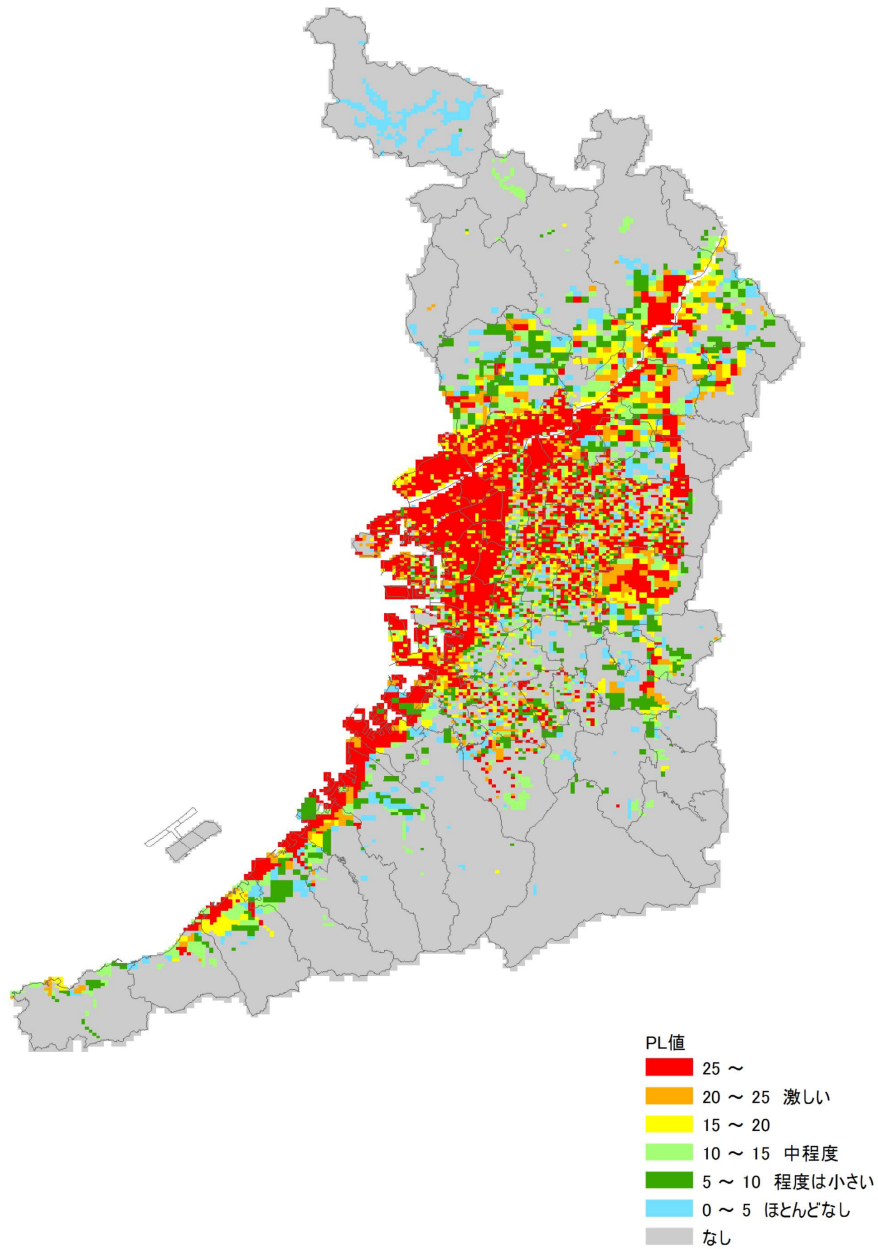 PL値
25 ～
20 ～ 25 激しい
15 ～ 20
10 ～ 15 中程度
5 ～ 10 程度は小さい
0 ～ 5 ほとんどなし
なし